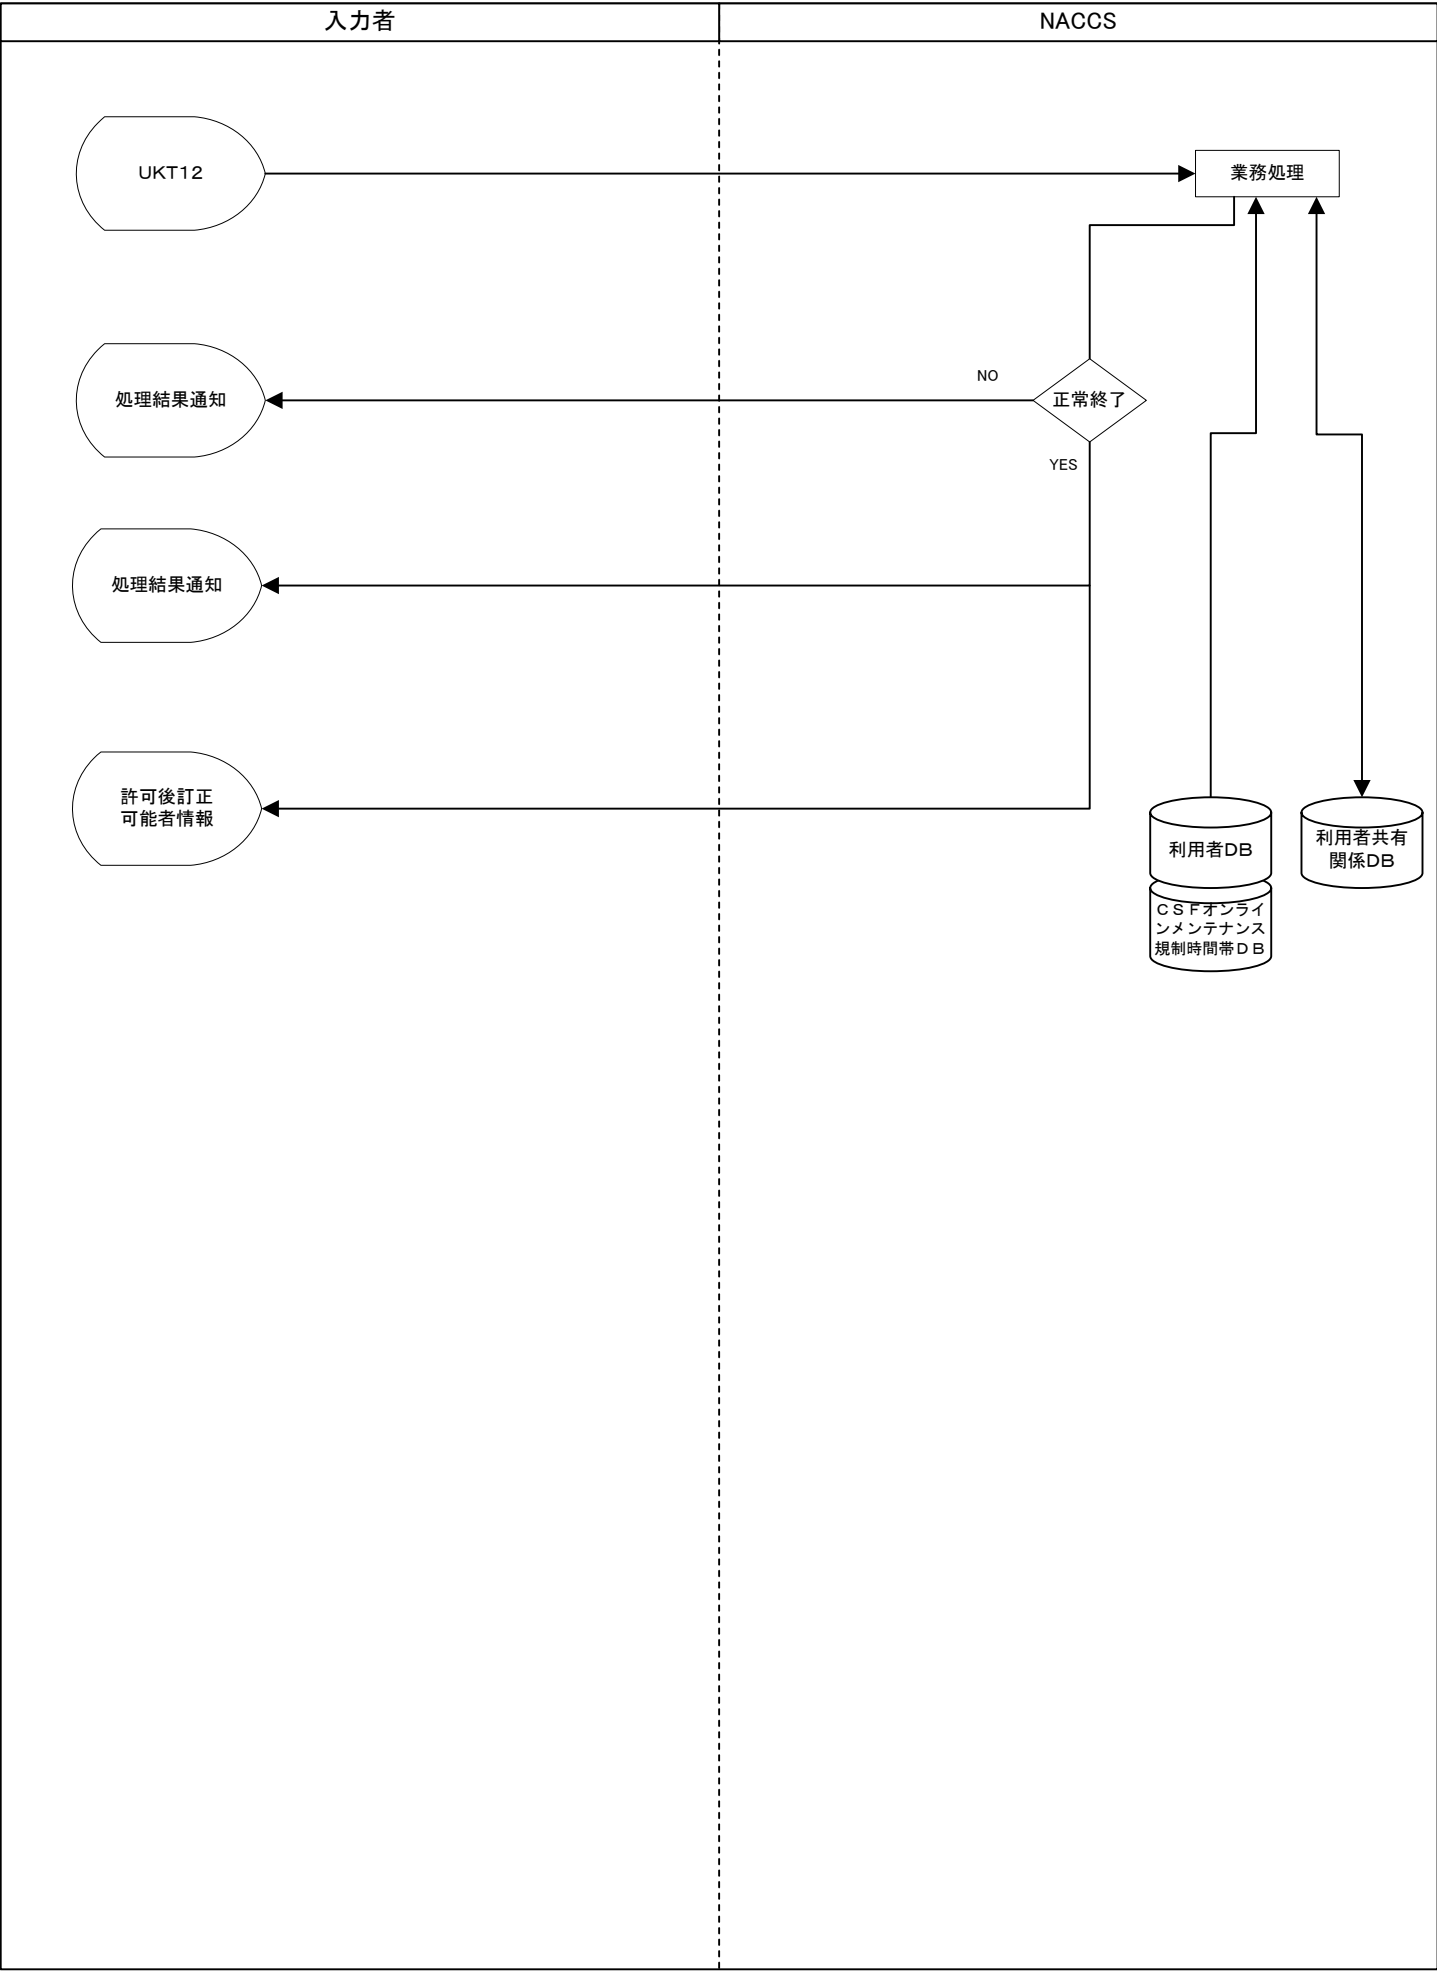 入力者
NACCS
UKT12
業務処理
NO
処理結果通知
正常終了
YES
処理結果通知
許可後訂正
可能者情報
利用者DB
利用者共有
関係DB
ＣＳＦオンライ
ンメンテナンス
規制時間帯ＤＢ